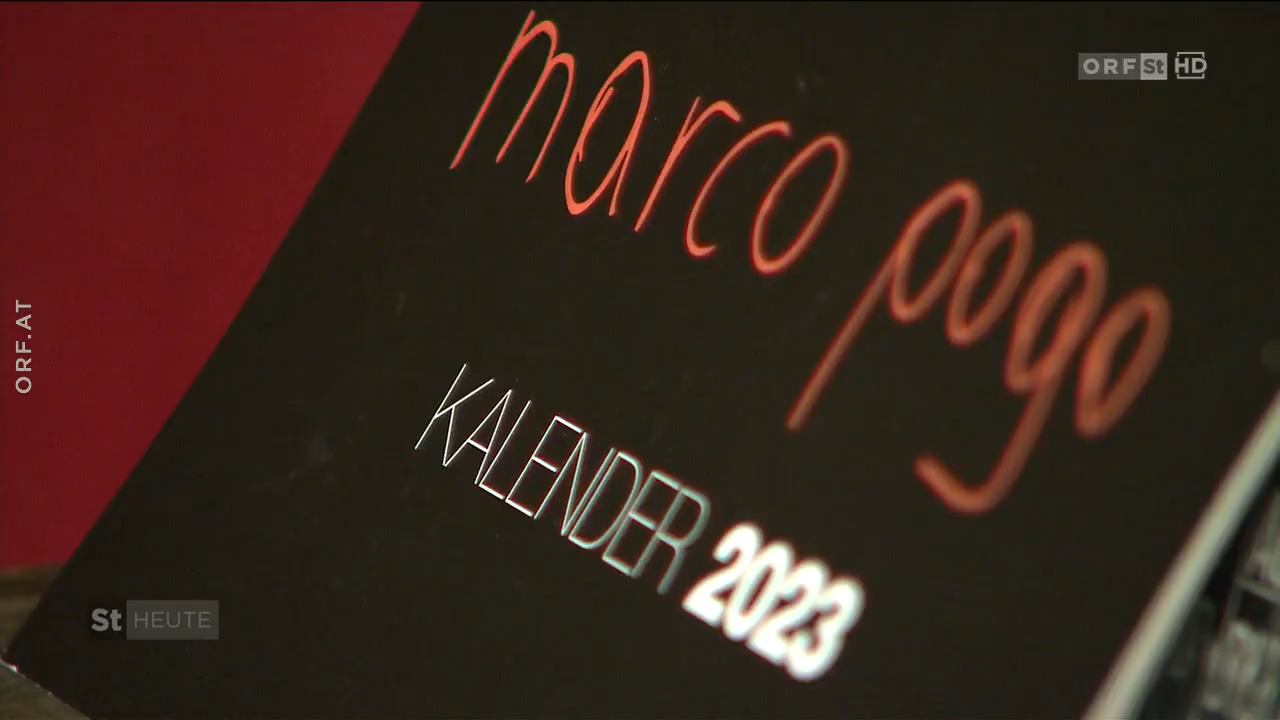 ORF St HD
marco pogo
ORF.AT
KALENDER 2023
St HEUTE